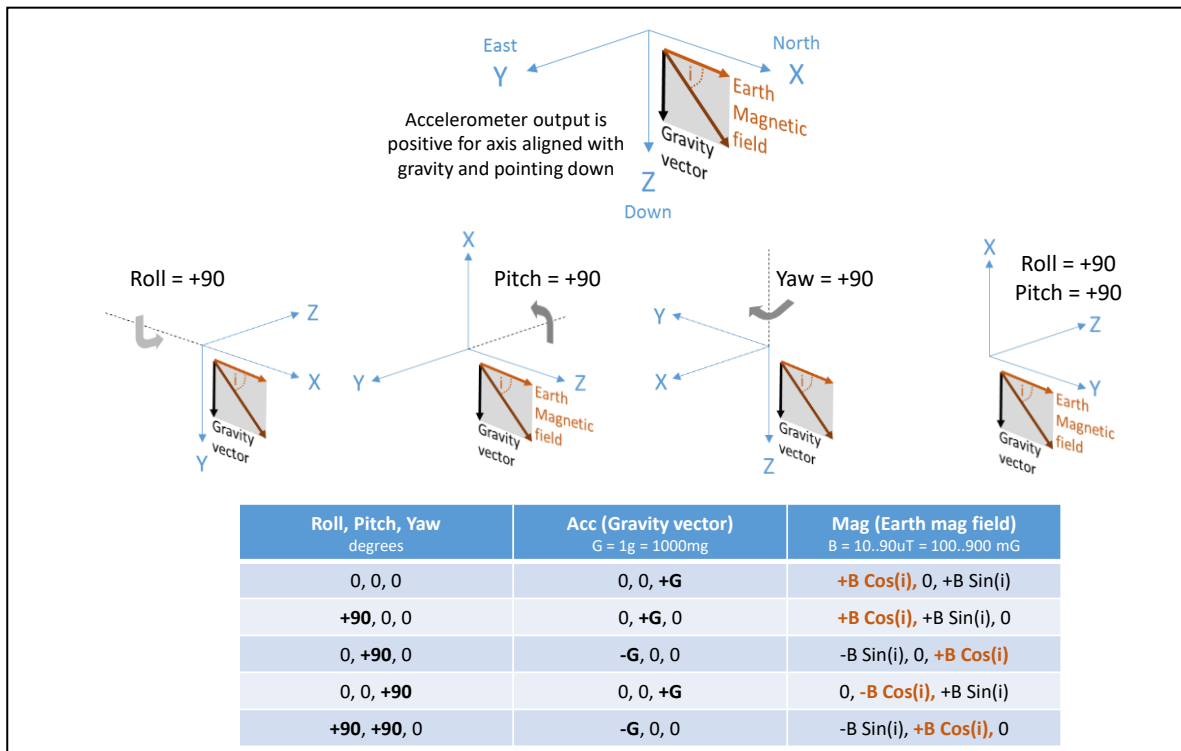 East
Y
North
X
i
Earth
Magnetic
field
Gravity
vector
Accelerometer output is
positive for axis aligned with
gravity and pointing down
Z
Down
Roll = +90
Z
X
i
Gravity
vector
Y
X
Pitch = +90
Y
Z
i
Earth
Magnetic
field
Gravity
vector
Yaw = +90
Y
X
i
Gravity
vector
Z
X
Roll = +90
Pitch = +90
Z
Y
i
Earth
Magnetic
field
Gravity
vector
Roll, Pitch, Yaw Acc (Gravity vector) Mag (Earth mag field)
degrees G = 1g = 1000mg B = 10..90uT = 100..900 mG
0, 0, 0 0, 0, +G +B Cos(i), 0, +B Sin(i)
+90, 0, 0 0, +G, 0 +B Cos(i), +B Sin(i), 0
0, +90, 0 -G, 0, 0 -B Sin(i), 0, +B Cos(i)
0, 0, +90 0, 0, +G 0, -B Cos(i), +B Sin(i)
+90, +90, 0 -G, 0, 0 -B Sin(i), +B Cos(i), 0